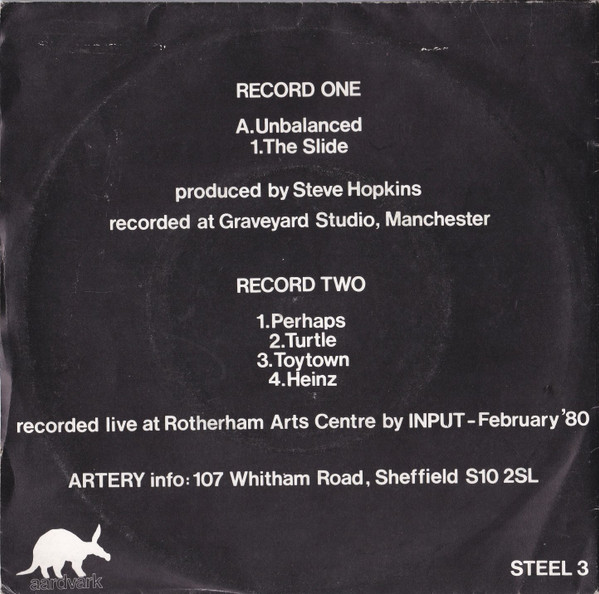 RECORD ONE
A.Unbalanced
1.The Slide
produced by Steve Hopkins
recorded at Graveyard Studio, Manchester
RECORD TWO
1.Perhaps
2.Turtle
3.Toytown
4.Heinz
recorded live at Rotherham Arts Centre by INPUT-February '80
ARTERY info: 107 Whitham Road, Sheffield S10 2SL
aardvark
STEEL 3